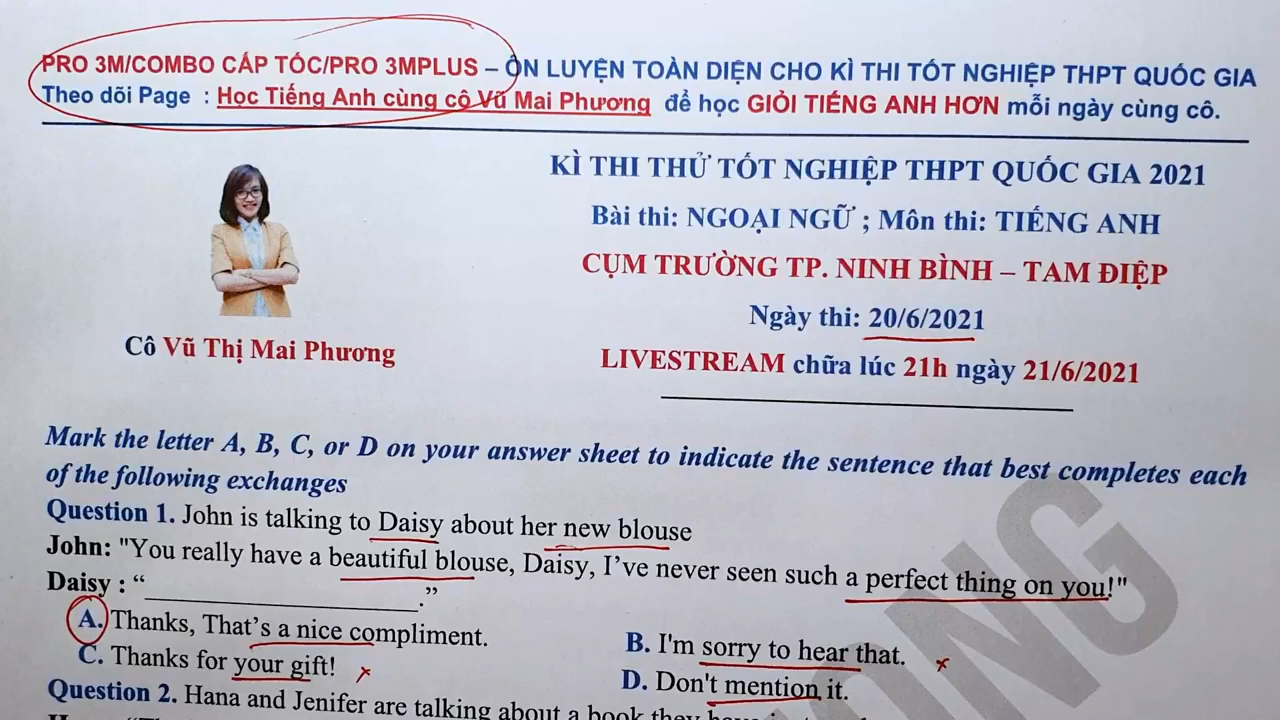 PRO 3M/COMBO CẤP TỐC/PRO 3MPLUS – ÔN LUYỆN TOÀN DIỆN CHO KÌ THI TỐT NGHIỆP THPT QUỐC GIA
Theo dõi Page : Học Tiếng Anh cùng cô Vũ Mai Phương để học GIỎI TIẾNG ANH HƠN mỗi ngày cùng cô.
KÌ THI THỬ TỐT NGHIỆP THPT QUỐC GIA 2021
Bài thi: NGOẠI NGỮ ; Môn thi: TIẾNG ANH
CỤM TRƯỜNG TP. NINH BÌNH – TAM ĐIỆP
Ngày thi: 20/6/2021
Cô Vũ Thị Mai Phương
LIVESTREAM chữa lúc 21h ngày 21/6/2021
Mark the letter A, B, C, or D on your answer sheet to indicate the sentence that best completes each
of the following exchanges
Question 1. John is talking to Daisy about her new blouse
John: "You really have a beautiful blouse, Daisy, I’ve never seen such a perfect thing on you!"
Daisy : “____________________.”
A. Thanks, That’s a nice compliment.
B. I'm sorry to hear that.
C. Thanks for your gift!
D. Don't mention it.
Question 2. Hana and Jenifer are talking about a book they
ONG